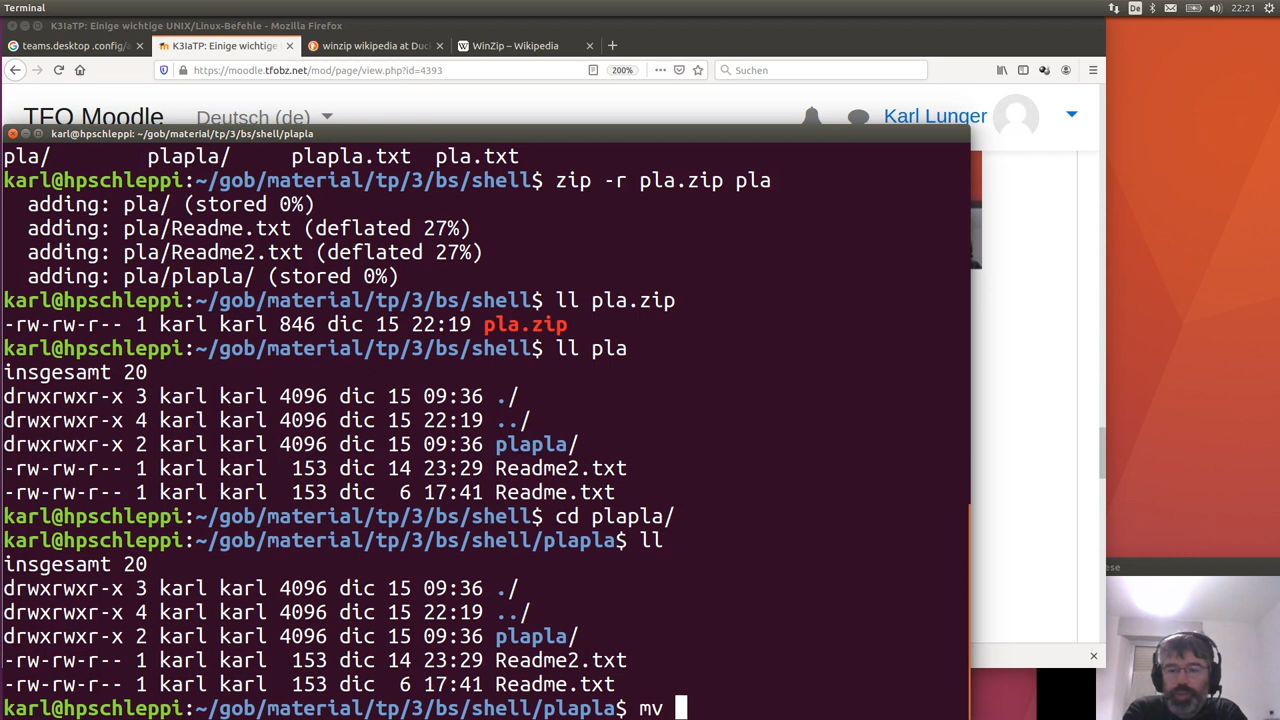 Terminal
De
22:21
K3IaTP: Einige wichtige UNIX/Linux-Befehle - Mozilla Firefox
teams.desktop .config/a
K3IaTP: Einige wichtige
winzip wikipedia at Duc
WinZip – Wikipedia
https://moodle.tfobz.net/mod/page/view.php?id=4393
200%
Suchen
TFO Moodle
Deutsch (de)
Karl Lunger
karl@hpschleppi: ~/gob/material/tp/3/bs/shell/plapla
pla/ plapla/ plapla.txt pla.txt
karl@hpschleppi:~/gob/material/tp/3/bs/shell$ zip -r pla.zip pla
adding: pla/ (stored 0%)
adding: pla/Readme.txt (deflated 27%)
adding: pla/Readme2.txt (deflated 27%)
adding: pla/plapla/ (stored 0%)
karl@hpschleppi:~/gob/material/tp/3/bs/shell$ ll pla.zip
-rw-rw-r-- 1 karl karl 846 dic 15 22:19 pla.zip
karl@hpschleppi:~/gob/material/tp/3/bs/shell$ ll pla
insgesamt 20
drwxrwxr-x 3 karl karl 4096 dic 15 09:36 ./
drwxrwxr-x 4 karl karl 4096 dic 15 22:19 ../
drwxrwxr-x 2 karl karl 4096 dic 15 09:36 plapla/
-rw-rw-r-- 1 karl karl 153 dic 14 23:29 Readme2.txt
-rw-rw-r-- 1 karl karl 153 dic 6 17:41 Readme.txt
karl@hpschleppi:~/gob/material/tp/3/bs/shell$ cd plapla/
karl@hpschleppi:~/gob/material/tp/3/bs/shell/plapla$ ll
insgesamt 20
drwxrwxr-x 3 karl karl 4096 dic 15 09:36 ./
drwxrwxr-x 4 karl karl 4096 dic 15 22:19 ../
drwxrwxr-x 2 karl karl 4096 dic 15 09:36 plapla/
-rw-rw-r-- 1 karl karl 153 dic 14 23:29 Readme2.txt
-rw-rw-r-- 1 karl karl 153 dic 6 17:41 Readme.txt
karl@hpschleppi:~/gob/material/tp/3/bs/shell/plapla$ mv